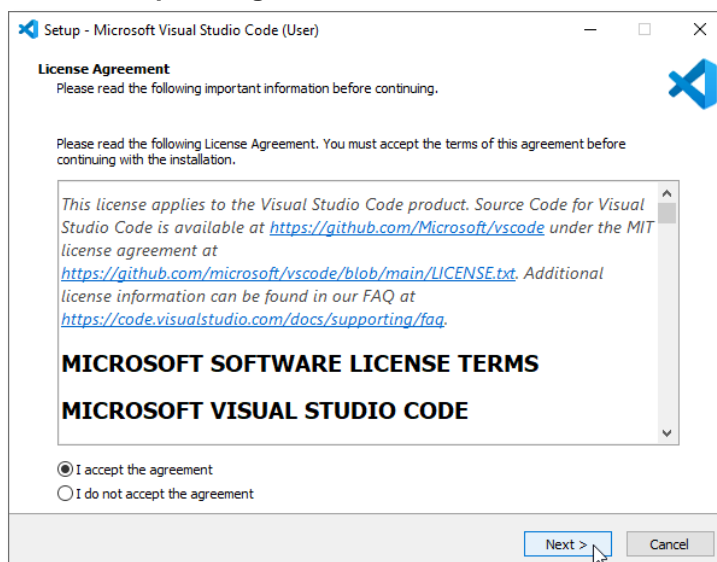 Setup - Microsoft Visual Studio Code (User)
License Agreement
Please read the following important information before continuing.
Please read the following License Agreement. You must accept the terms of this agreement before
continuing with the installation.
This license applies to the Visual Studio Code product. Source Code for Visual
Studio Code is available at https://github.com/Microsoft/vscode under the MIT
license agreement at
https://github.com/microsoft/vscode/blob/main/LICENSE.txt. Additional
license information can be found in our FAQ at
https://code.visualstudio.com/docs/supporting/faq.
MICROSOFT SOFTWARE LICENSE TERMS
MICROSOFT VISUAL STUDIO CODE
I accept the agreement
I do not accept the agreement
Next >
Cancel